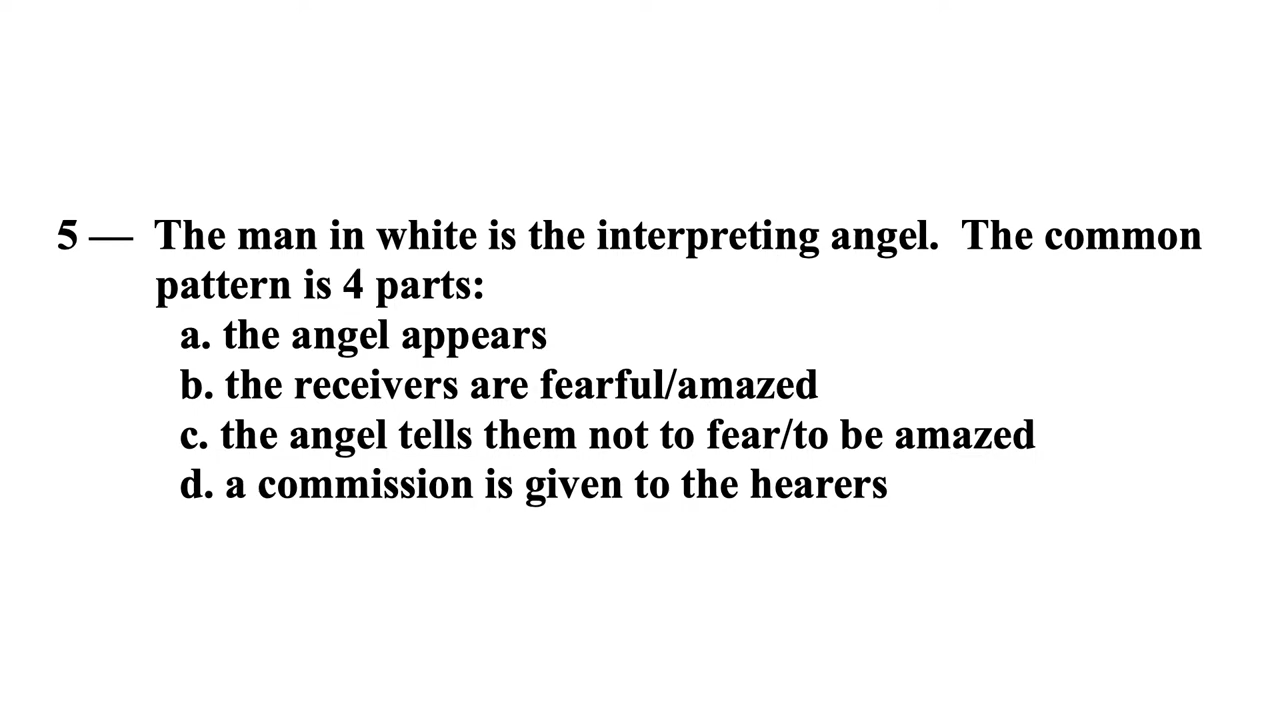 5 — The man in white is the interpreting angel. The common
pattern is 4 parts:
a. the angel appears
b. the receivers are fearful/amazed
c. the angel tells them not to fear/to be amazed
d. a commission is given to the hearers